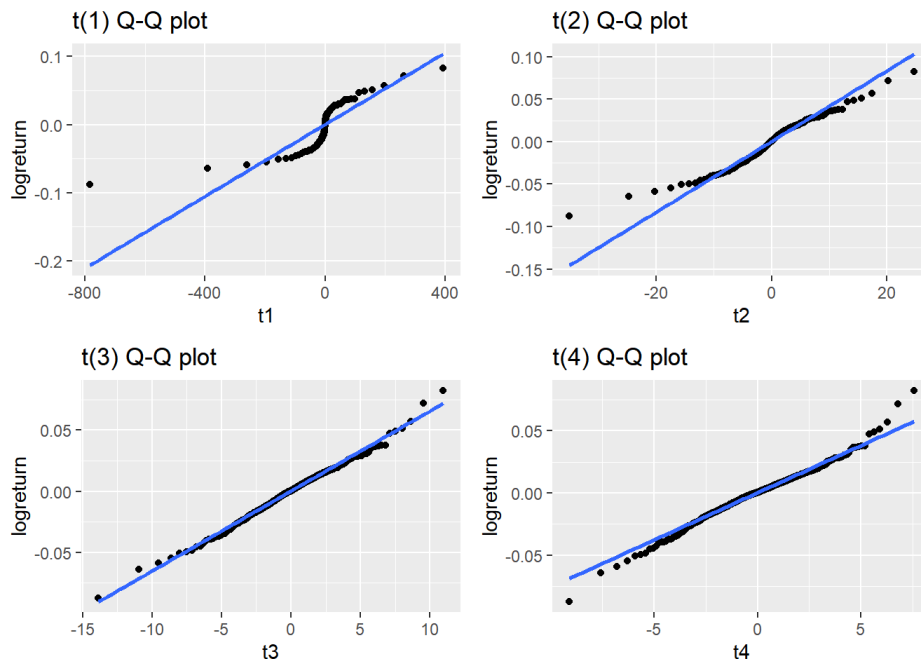 t(1) Q-Q plot
0.1
0.0
-0.1
-0.2
logreturn
-800
-400
0
400
t1
t(2) Q-Q plot
0.10
0.05
0.00
-0.05
-0.10
-0.15
logreturn
-20
0
20
t2
t(3) Q-Q plot
0.05
0.00
-0.05
logreturn
-15
-10
-5
0
5
10
t3
t(4) Q-Q plot
0.05
0.00
-0.05
logreturn
-5
0
5
t4